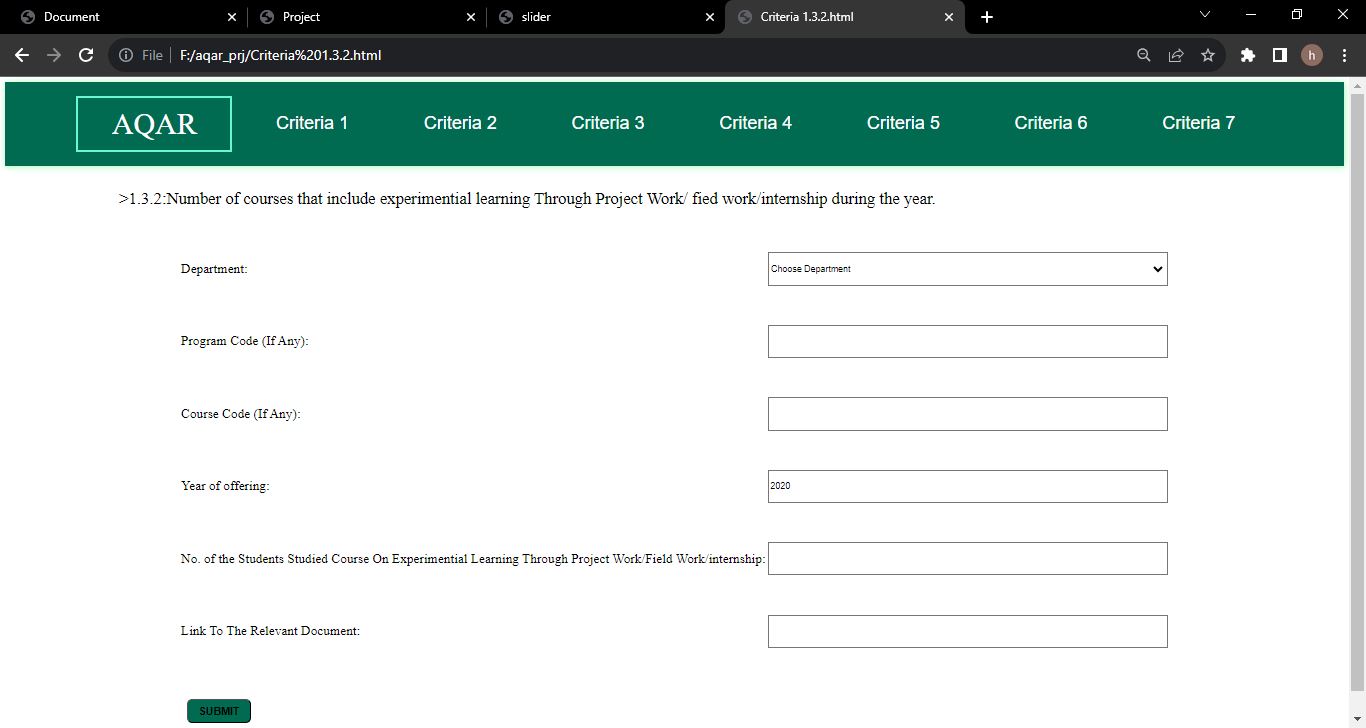 Document
Project
slider
Criteria 1.3.2.html
File F:/aqar_prj/Criteria%201.3.2.html
h
AQAR Criteria 1 Criteria 2 Criteria 3 Criteria 4 Criteria 5 Criteria 6 Criteria 7
>1.3.2:Number of courses that include experimential learning Through Project Work/ fied work/internship during the year.
Department: Choose Department
Program Code (If Any):
Course Code (If Any):
Year of offering: 2020
No. of the Students Studied Course On Experimential Learning Through Project Work/Field Work/internship:
Link To The Relevant Document:
SUBMIT